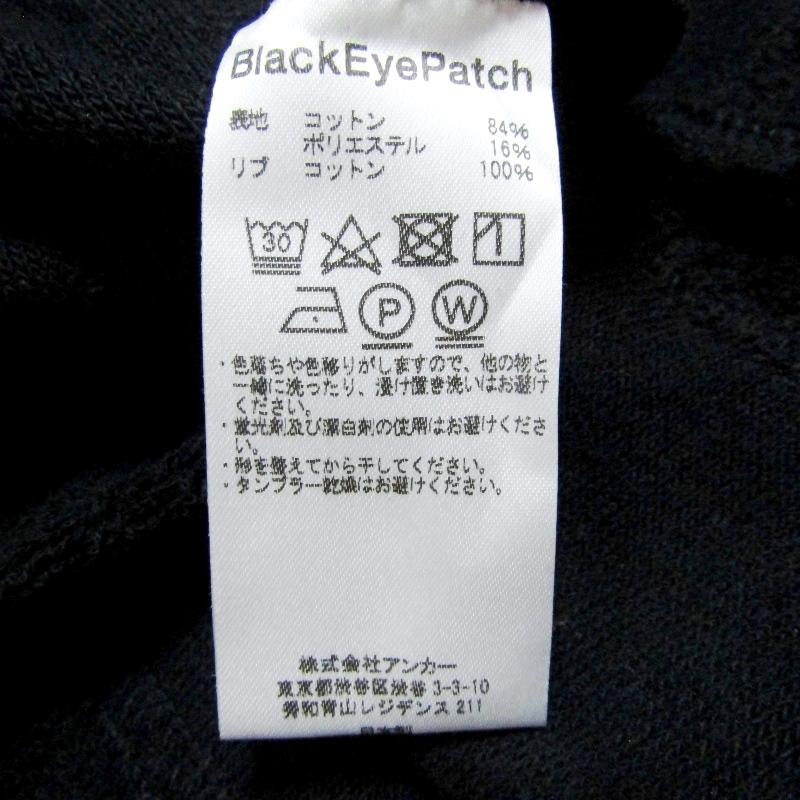 BlackEyePatch
表地 コットン 84%
ポリエステル 16%
リブ コットン 100%
30
P W
・色落ちや色移りがしますので、他の物と
一緒に洗ったり、浸け置き洗いはお避け
ください。
・蛍光剤及び漂白剤の使用はお避けくださ
い。
・形を整えてから干してください。
・タンブラー乾燥はお避けください。
株式会社アンカー
東京都渋谷区渋谷 3-3-10
秀和青山レジデンス 211